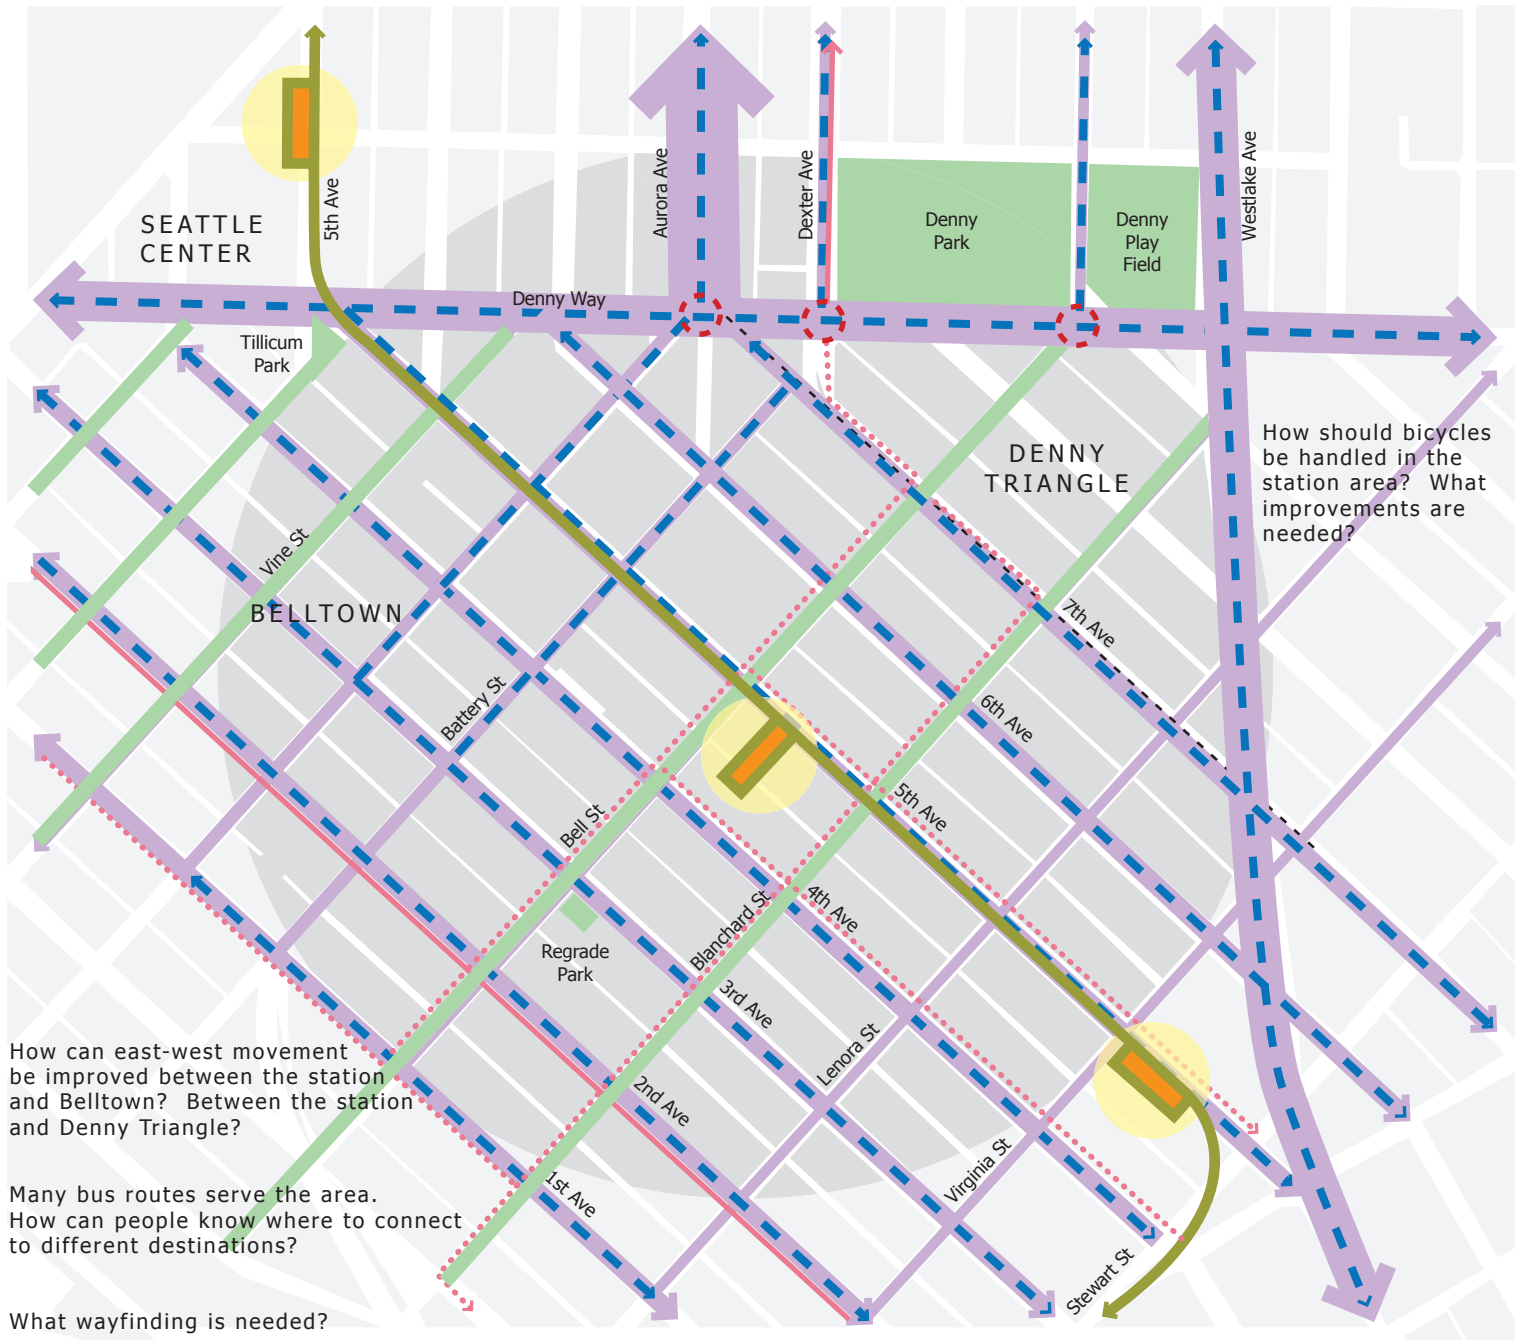 5th Ave
SEATTLE
CENTER
Aurora Ave
Dexter Ave
Denny
Park
Denny
Play
Field
Westlake Ave
Denny Way
Tillicum
Park
DENNY
TRIANGLE
How should bicycles
be handled in the
station area? What
improvements are
needed?
Vine St
BELLTOWN
7th Ave
Battery St
6th Ave
Bell St
5th Ave
Blanchard St
4th Ave
Regrade
Park
3rd Ave
Lenora St
How can east-west movement
be improved between the station
and Belltown? Between the station
and Denny Triangle?
2nd Ave
Virginia St
1st Ave
Many bus routes serve the area.
How can people know where to connect
to different destinations?
Stewart St
What wayfinding is needed?